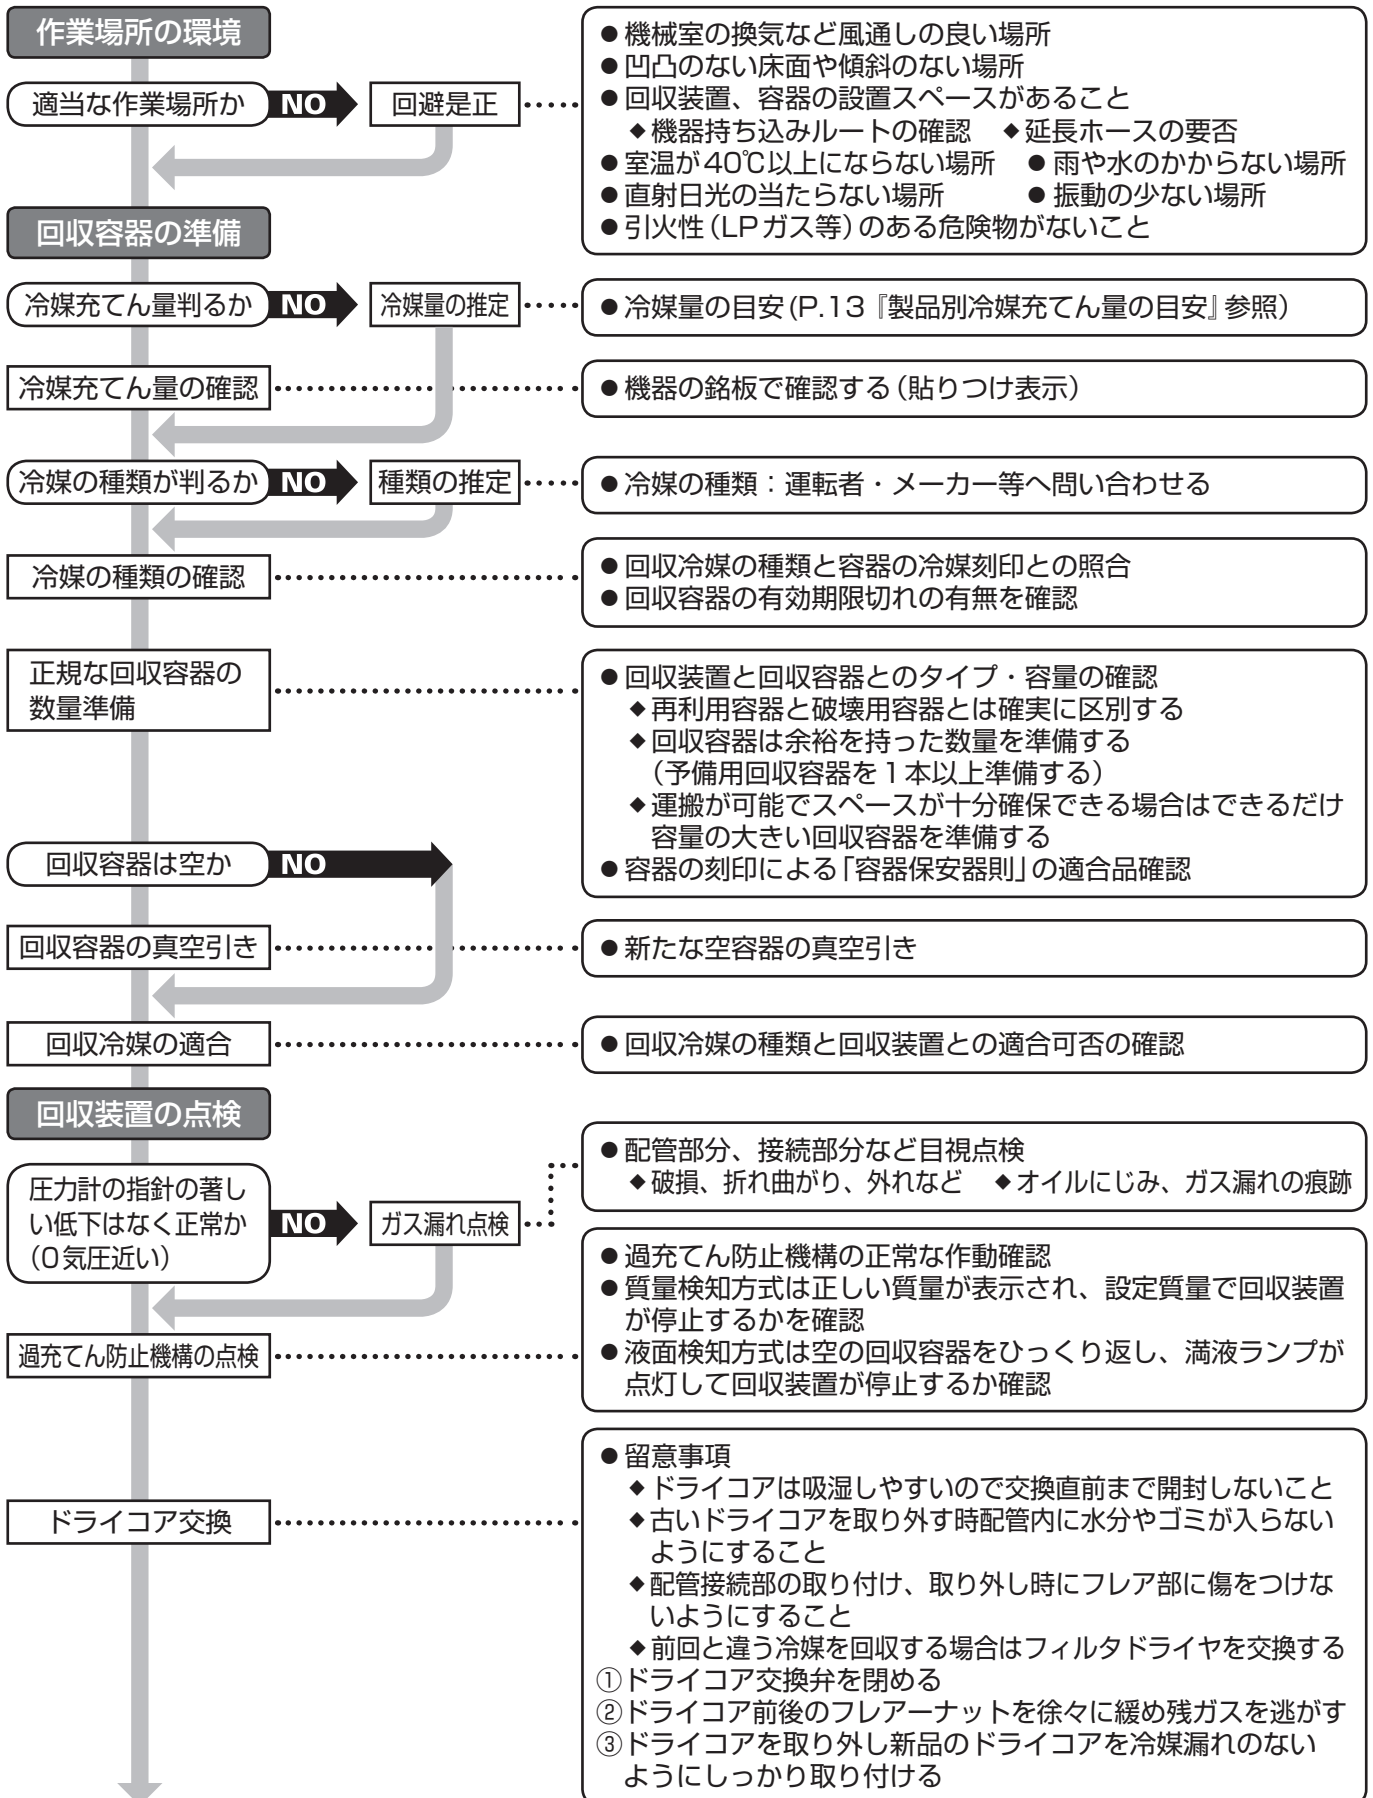 作業場所の環境
適当な作業場所か
NO
回避是正
●機械室の換気など風通しの良い場所
●凹凸のない床面や傾斜のない場所
●回収装置、容器の設置スペースがあること
◆機器持ち込みルートの確認 ◆延長ホースの要否
●室温が40℃以上にならない場所 ●雨や水のかからない場所
●直射日光の当たらない場所 ●振動の少ない場所
●引火性(LPガス等)のある危険物がないこと
回収容器の準備
冷媒充てん量判るか
NO
冷媒量の推定
●冷媒量の目安(P.13『製品別冷媒充てん量の目安』参照)
冷媒充てん量の確認
●機器の銘板で確認する(貼りつけ表示)
冷媒の種類が判るか
NO
種類の推定
●冷媒の種類：運転者・メーカー等へ問い合わせる
冷媒の種類の確認
●回収冷媒の種類と容器の冷媒刻印との照合
●回収容器の有効期限切れの有無を確認
正規な回収容器の
数量準備
●回収装置と回収容器とのタイプ・容量の確認
◆再利用容器と破壊用容器とは確実に区別する
◆回収容器は余裕を持った数量を準備する
(予備用回収容器を1本以上準備する)
◆運搬が可能でスペースが十分確保できる場合はできるだけ
容量の大きい回収容器を準備する
●容器の刻印による「容器保安器則」の適合品確認
回収容器は空か
NO
回収容器の真空引き
●新たな空容器の真空引き
回収冷媒の適合
●回収冷媒の種類と回収装置との適合可否の確認
回収装置の点検
圧力計の指針の著し
い低下はなく正常か
(0気圧近い)
NO
ガス漏れ点検
●配管部分、接続部分など目視点検
◆破損、折れ曲がり、外れなど ◆オイルにじみ、ガス漏れの痕跡
過充てん防止機構の点検
●過充てん防止機構の正常な作動確認
●質量検知方式は正しい質量が表示され、設定質量で回収装置
が停止するかを確認
●液面検知方式は空の回収容器をひっくり返し、満液ランプが
点灯して回収装置が停止するか確認
ドライコア交換
●留意事項
◆ドライコアは吸湿しやすいので交換直前まで開封しないこと
◆古いドライコアを取り外す時配管内に水分やゴミが入らない
ようにすること
◆配管接続部の取り付け、取り外し時にフレア部に傷をつけな
いようにすること
◆前回と違う冷媒を回収する場合はフィルタドライヤを交換する
①ドライコア交換弁を閉める
②ドライコア前後のフレアーナットを徐々に緩め残ガスを逃がす
③ドライコアを取り外し新品のドライコアを冷媒漏れのない
ようにしっかり取り付ける